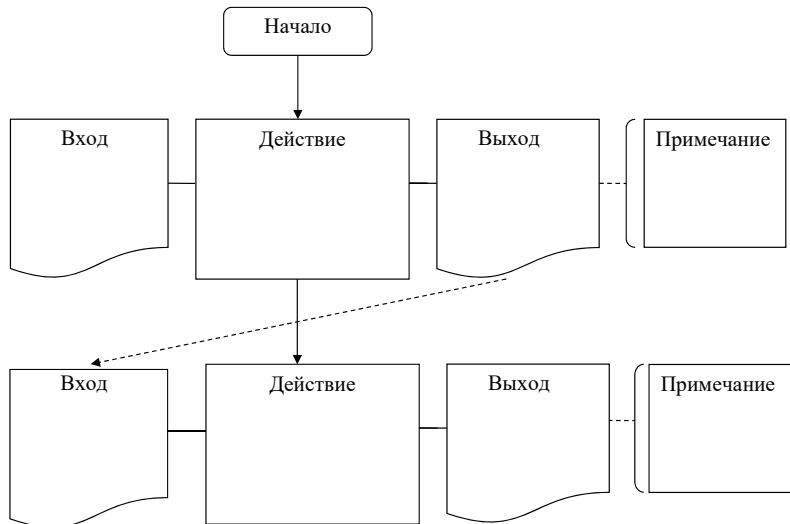 Начало
Вход
Действие
Выход
Примечание
Вход
Действие
Выход
Примечание